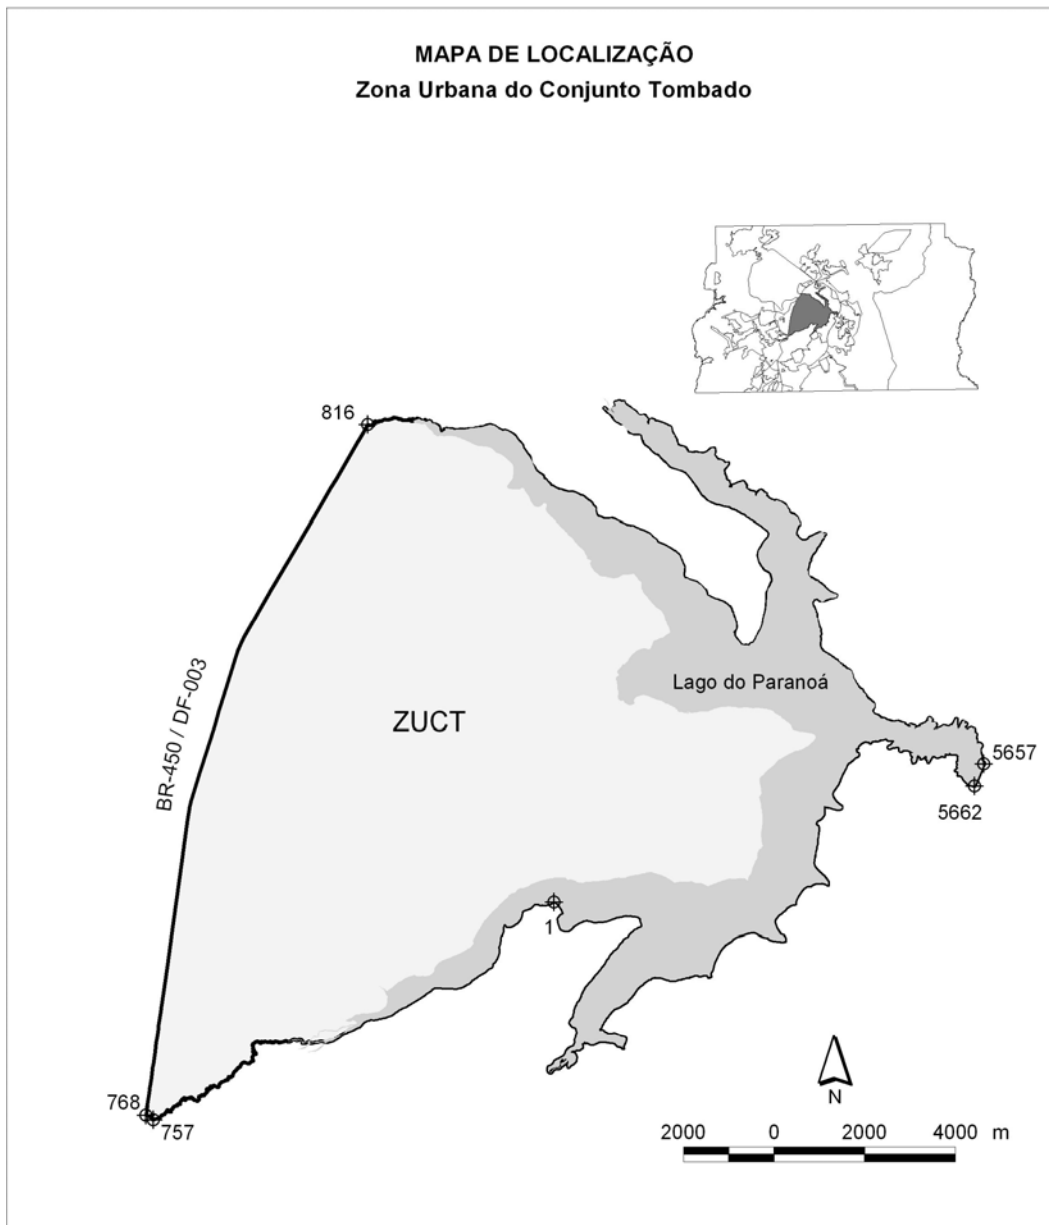 MAPA DE LOCALIZAÇÃO
Zona Urbana do Conjunto Tombado
816
BR-450 / DF-003
Lago do Paranoá
ZUCT
5657
5662
1
768
757
N
2000 0 2000 4000 m